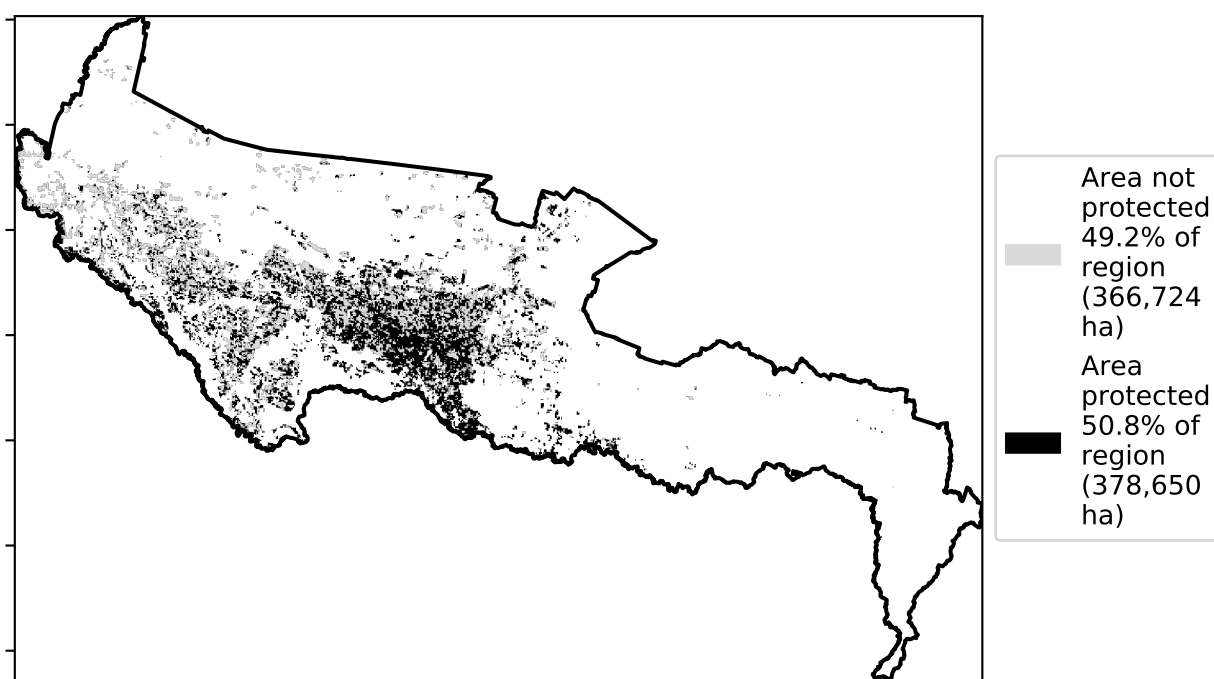 Area not
protected
49.2% of
region
(366,724
ha)
Area
protected
50.8% of
region
(378,650
ha)